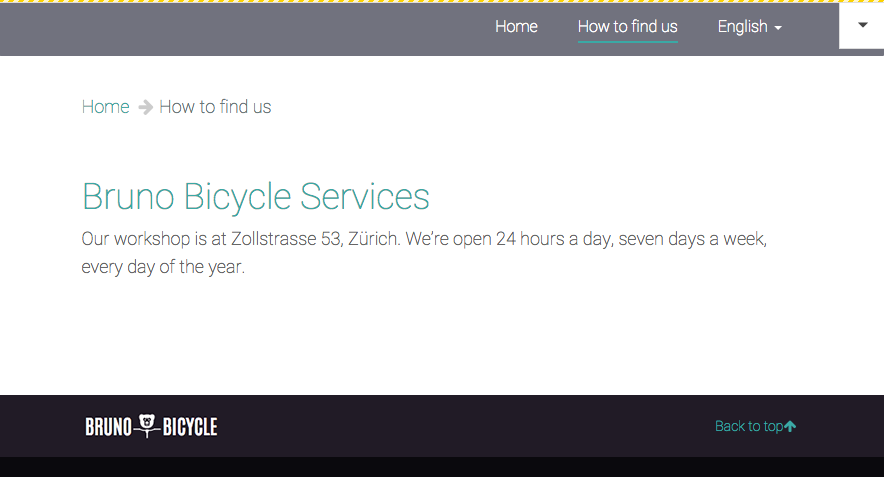 Home How to find us English
Home How to find us
Bruno Bicycle Services
Our workshop is at Zollstrasse 53, Zürich. We’re open 24 hours a day, seven days a week,
every day of the year.
BRUNO BICYCLE Back to top